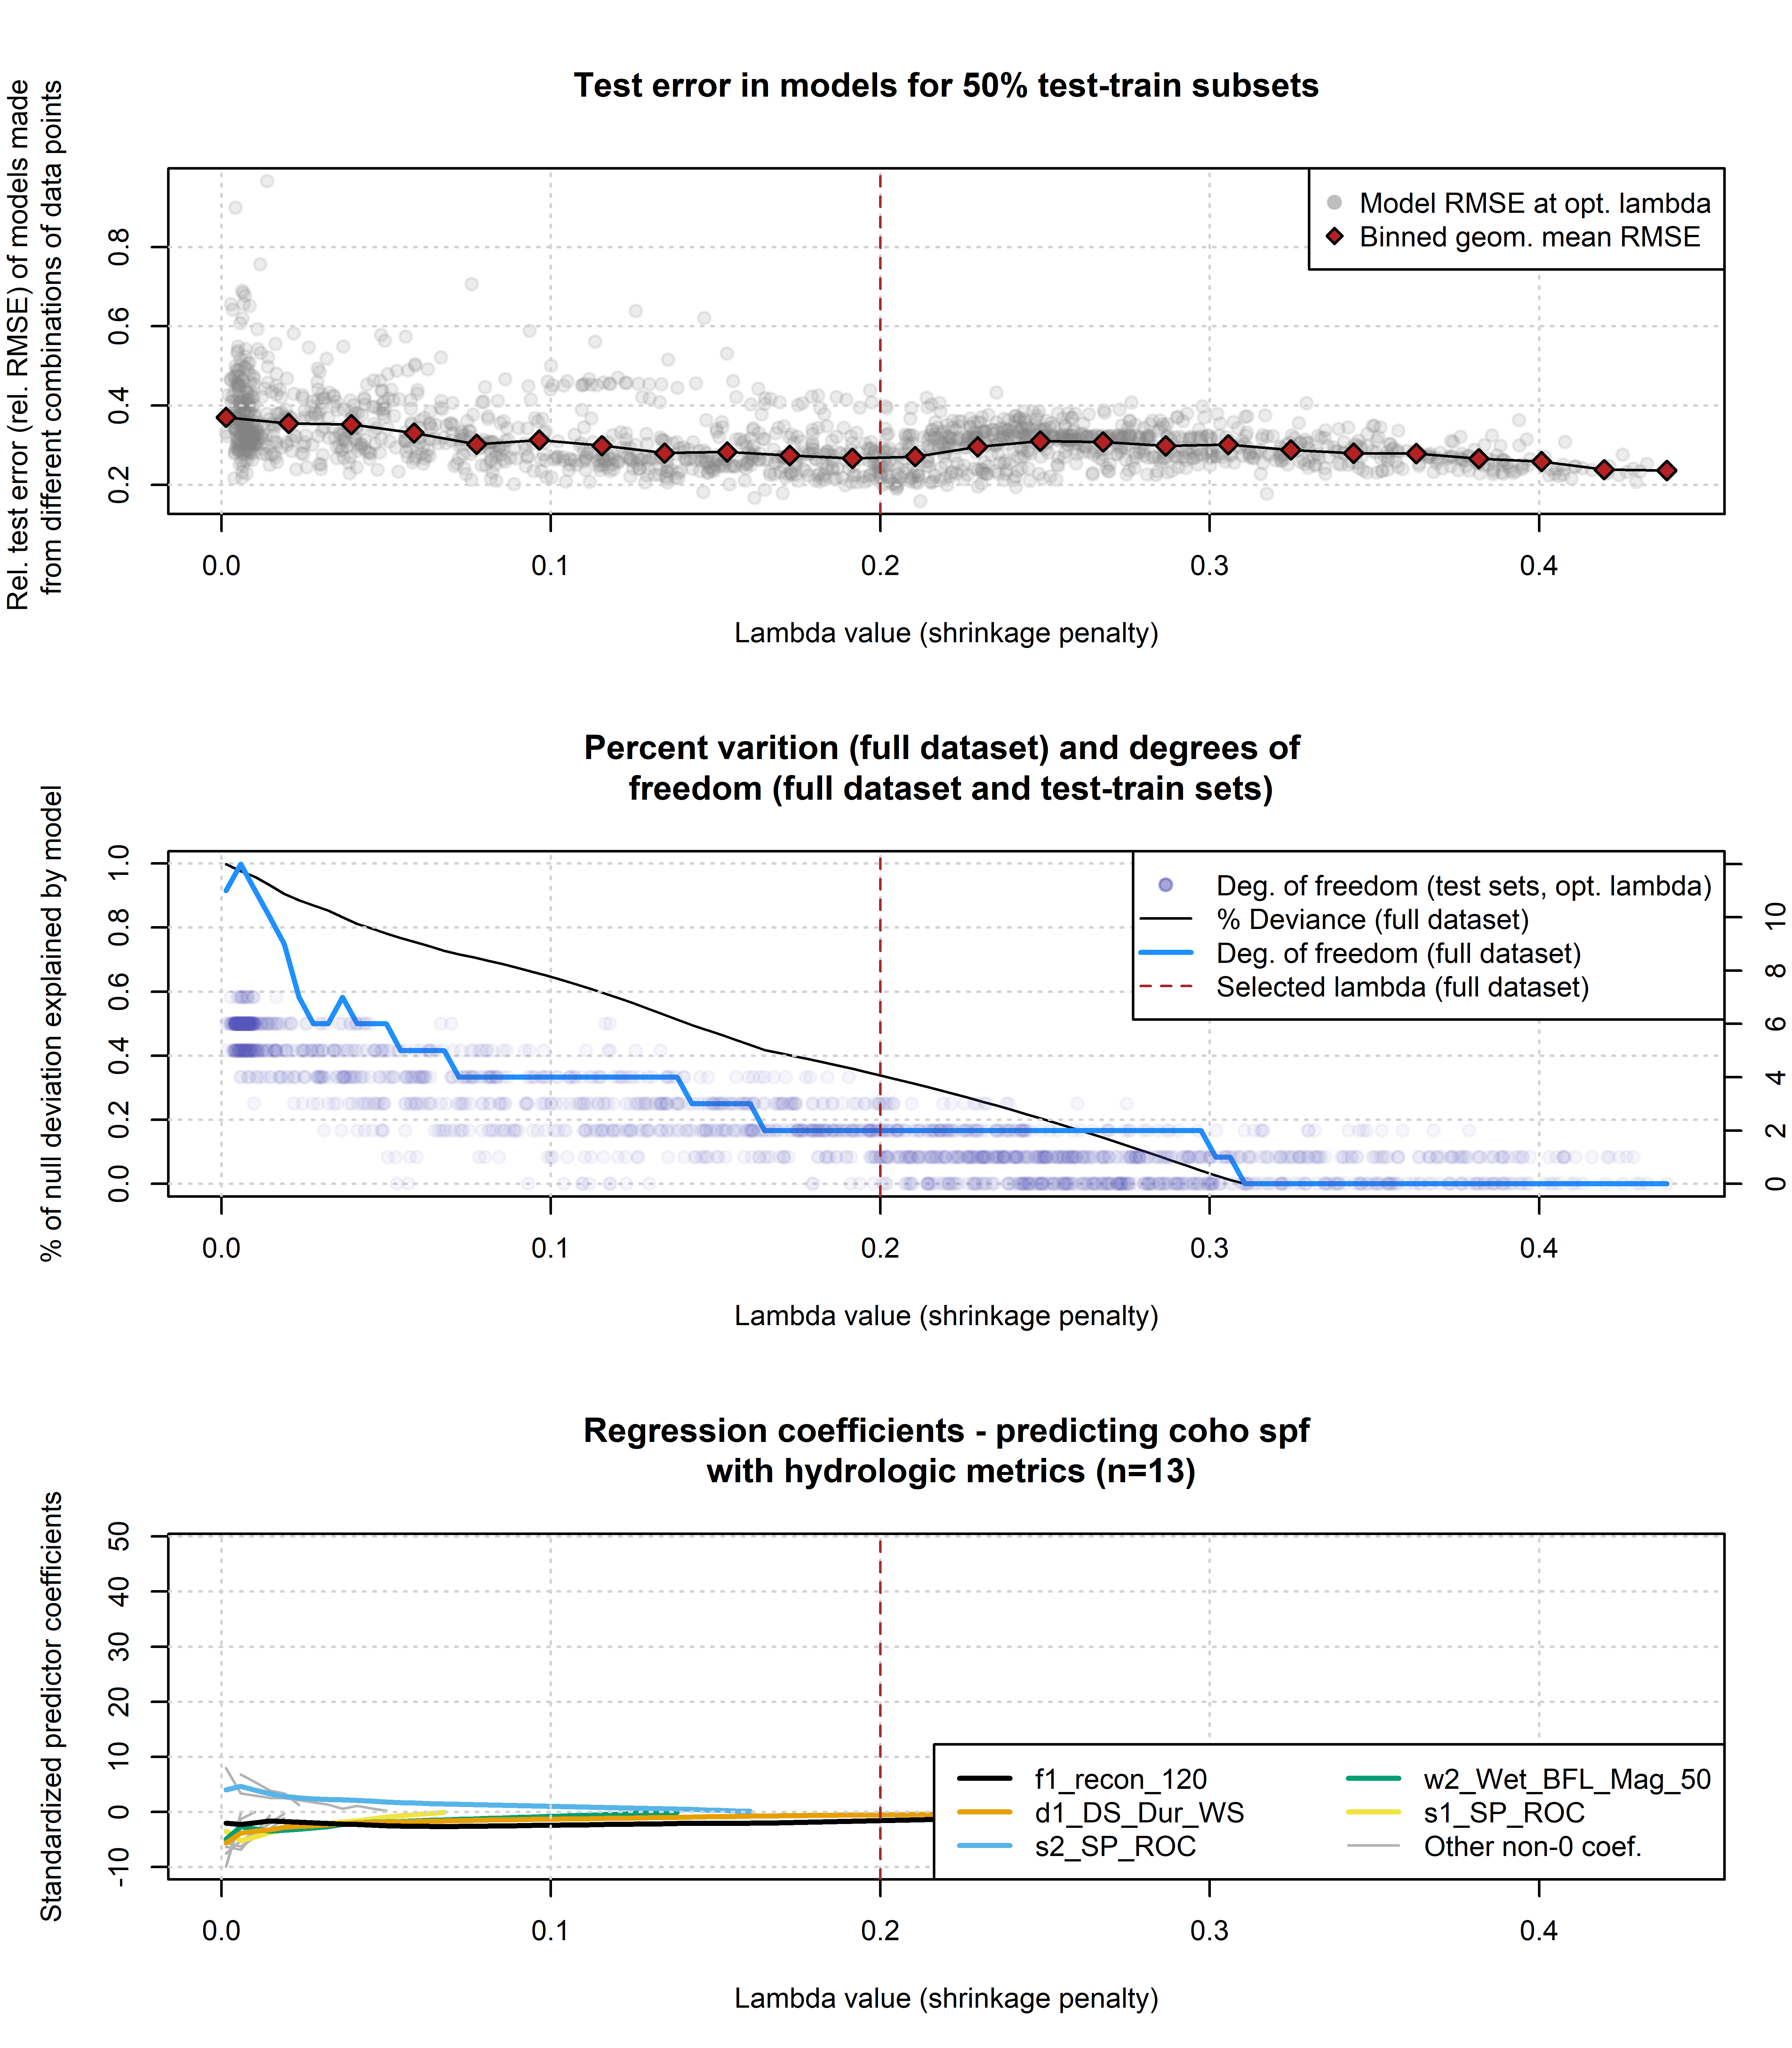 Test error in models for 50% test-train subsets
Rel. test error (rel. RMSE) of models made
from different combinations of data points
0.8
0.6
0.4
0.2
Model RMSE at opt. lambda
Binned geom. mean RMSE
0.0 0.1 0.2 0.3 0.4
Lambda value (shrinkage penalty)
Percent varition (full dataset) and degrees of
freedom (full dataset and test-train sets)
% of null deviation explained by model
1.0
0.8
0.6
0.4
0.2
0.0
Deg. of freedom (test sets, opt. lambda)
% Deviance (full dataset)
Deg. of freedom (full dataset)
Selected lambda (full dataset)
10
8
6
4
2
0
0.0 0.1 0.2 0.3 0.4
Lambda value (shrinkage penalty)
Regression coefficients - predicting coho spf
with hydrologic metrics (n=13)
Standardized predictor coefficients
50
40
30
20
10
0
-10
f1_recon_120
d1_DS_Dur_WS
s2_SP_ROC
w2_Wet_BFL_Mag_50
s1_SP_ROC
Other non-0 coef.
0.0 0.1 0.2 0.3 0.4
Lambda value (shrinkage penalty)